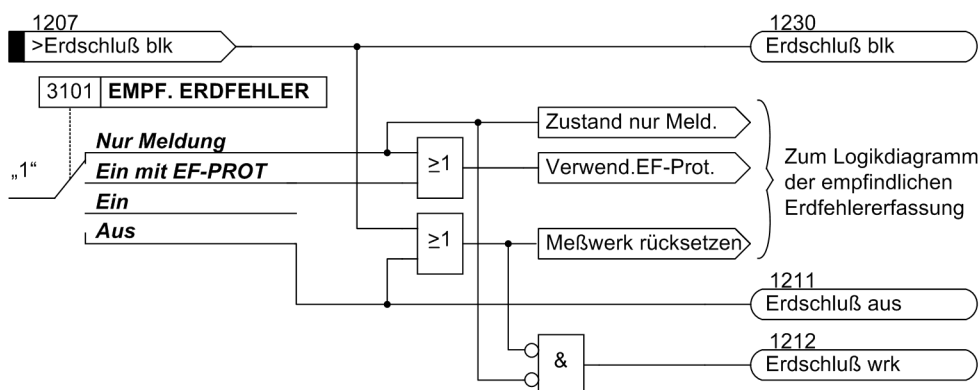 1207
>Erdschluß blk
1230
Erdschluß blk
3101 EMPF. ERDFEHLER
„1“
Nur Meldung
Ein mit EF-PROT
Ein
Aus
≥1
≥1
Zustand nur Meld.
Verwend.EF-Prot.
Meßwerk rücksetzen
Zum Logikdiagramm
der empfindlichen
Erdfehlererfassung
1211
Erdschluß aus
&
1212
Erdschluß wrk